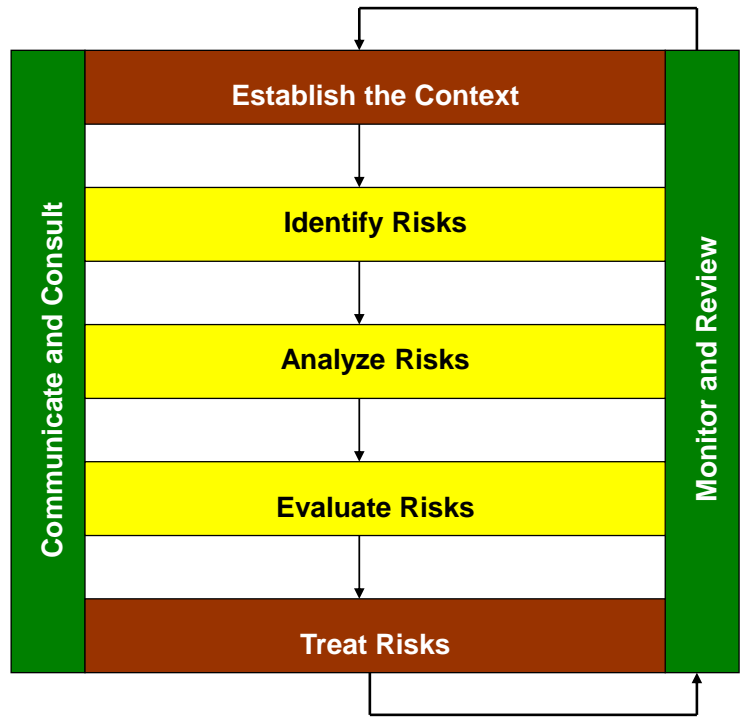 Establish the Context
Identify Risks
Analyze Risks
Evaluate Risks
Treat Risks
Communicate and Consult
Monitor and Review